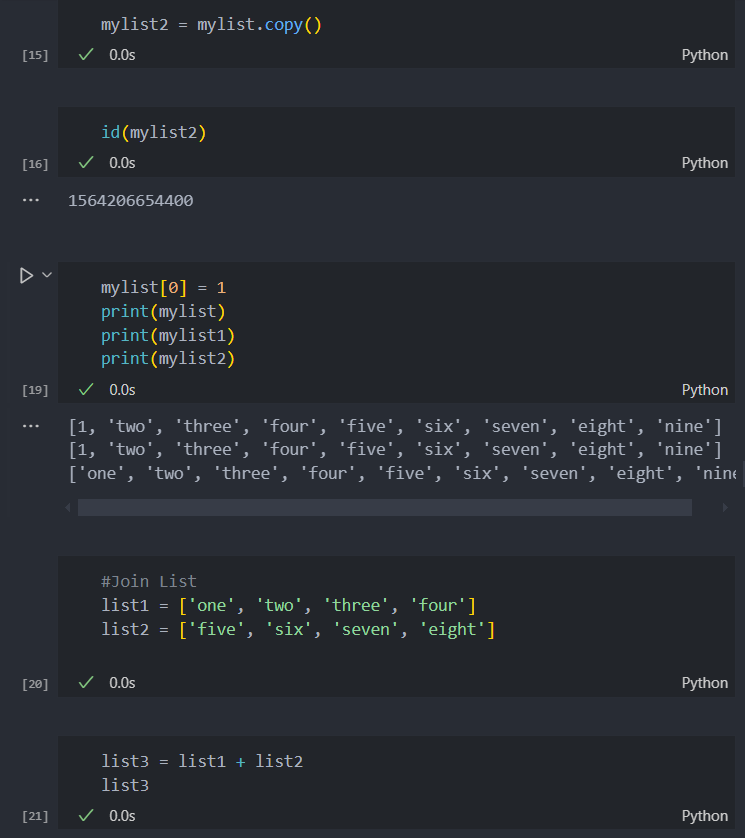 mylist2 = mylist.copy()
[15] 0.0s Python
id(mylist2)
[16] 0.0s Python
... 1564206654400
mylist[0] = 1
print(mylist)
print(mylist1)
print(mylist2)
[19] 0.0s Python
... [1, 'two', 'three', 'four', 'five', 'six', 'seven', 'eight', 'nine']
[1, 'two', 'three', 'four', 'five', 'six', 'seven', 'eight', 'nine']
['one', 'two', 'three', 'four', 'five', 'six', 'seven', 'eight', 'nine
#Join List
list1 = ['one', 'two', 'three', 'four']
list2 = ['five', 'six', 'seven', 'eight']
[20] 0.0s Python
list3 = list1 + list2
list3
[21] 0.0s Python